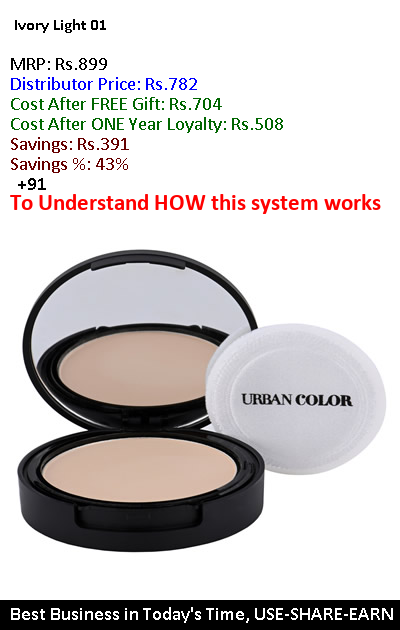 Ivory Light 01
MRP: Rs.899
Distributor Price: Rs.782
Cost After FREE Gift: Rs.704
Cost After ONE Year Loyalty: Rs.508
Savings: Rs.391
Savings %: 43%
+91
To Understand HOW this system works
URBAN COLOR
Best Business in Today's Time, USE-SHARE-EARN